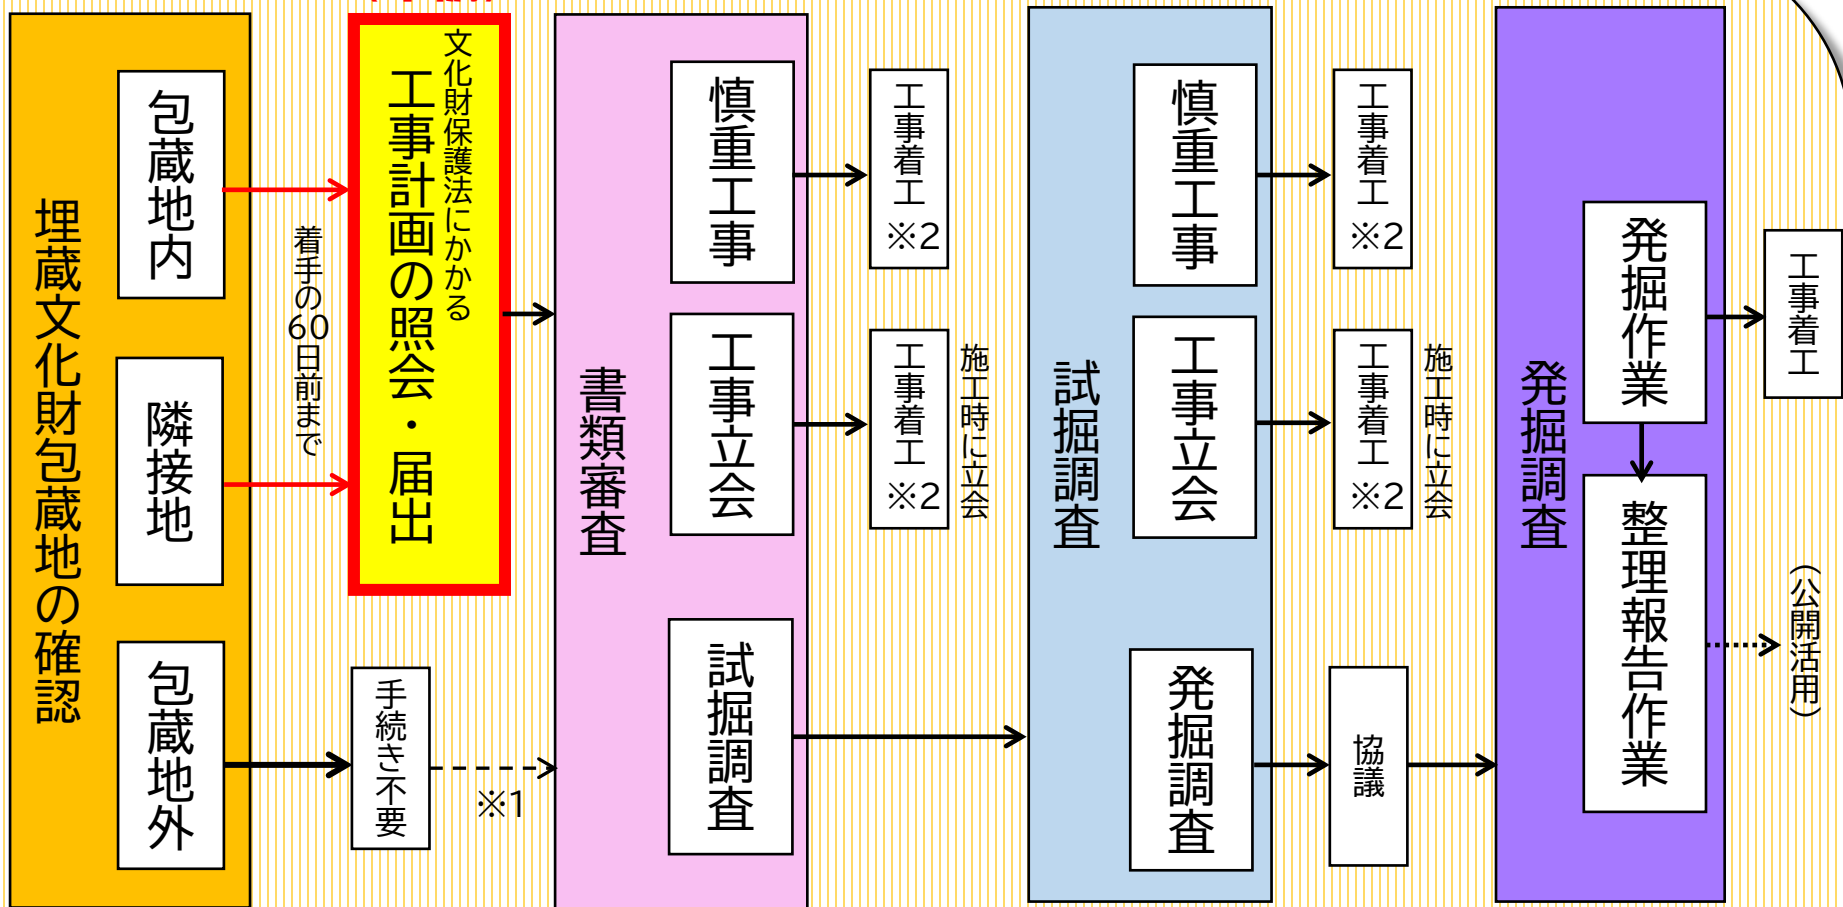 埋蔵文化財包蔵地の確認
包蔵地内
隣接地
包蔵地外
着手の60日前まで
文化財保護法にかかる
工事計画の照会・届出
手続き不要
※1
書類審査
慎重工事
工事立会
試掘調査
工事着工※2
工事着工※2
施工時に立会
試掘調査
慎重工事
工事立会
発掘調査
工事着工※2
工事着工※2
施工時に立会
協議
発掘調査
発掘作業
整理報告作業
工事着工
（公開活用）